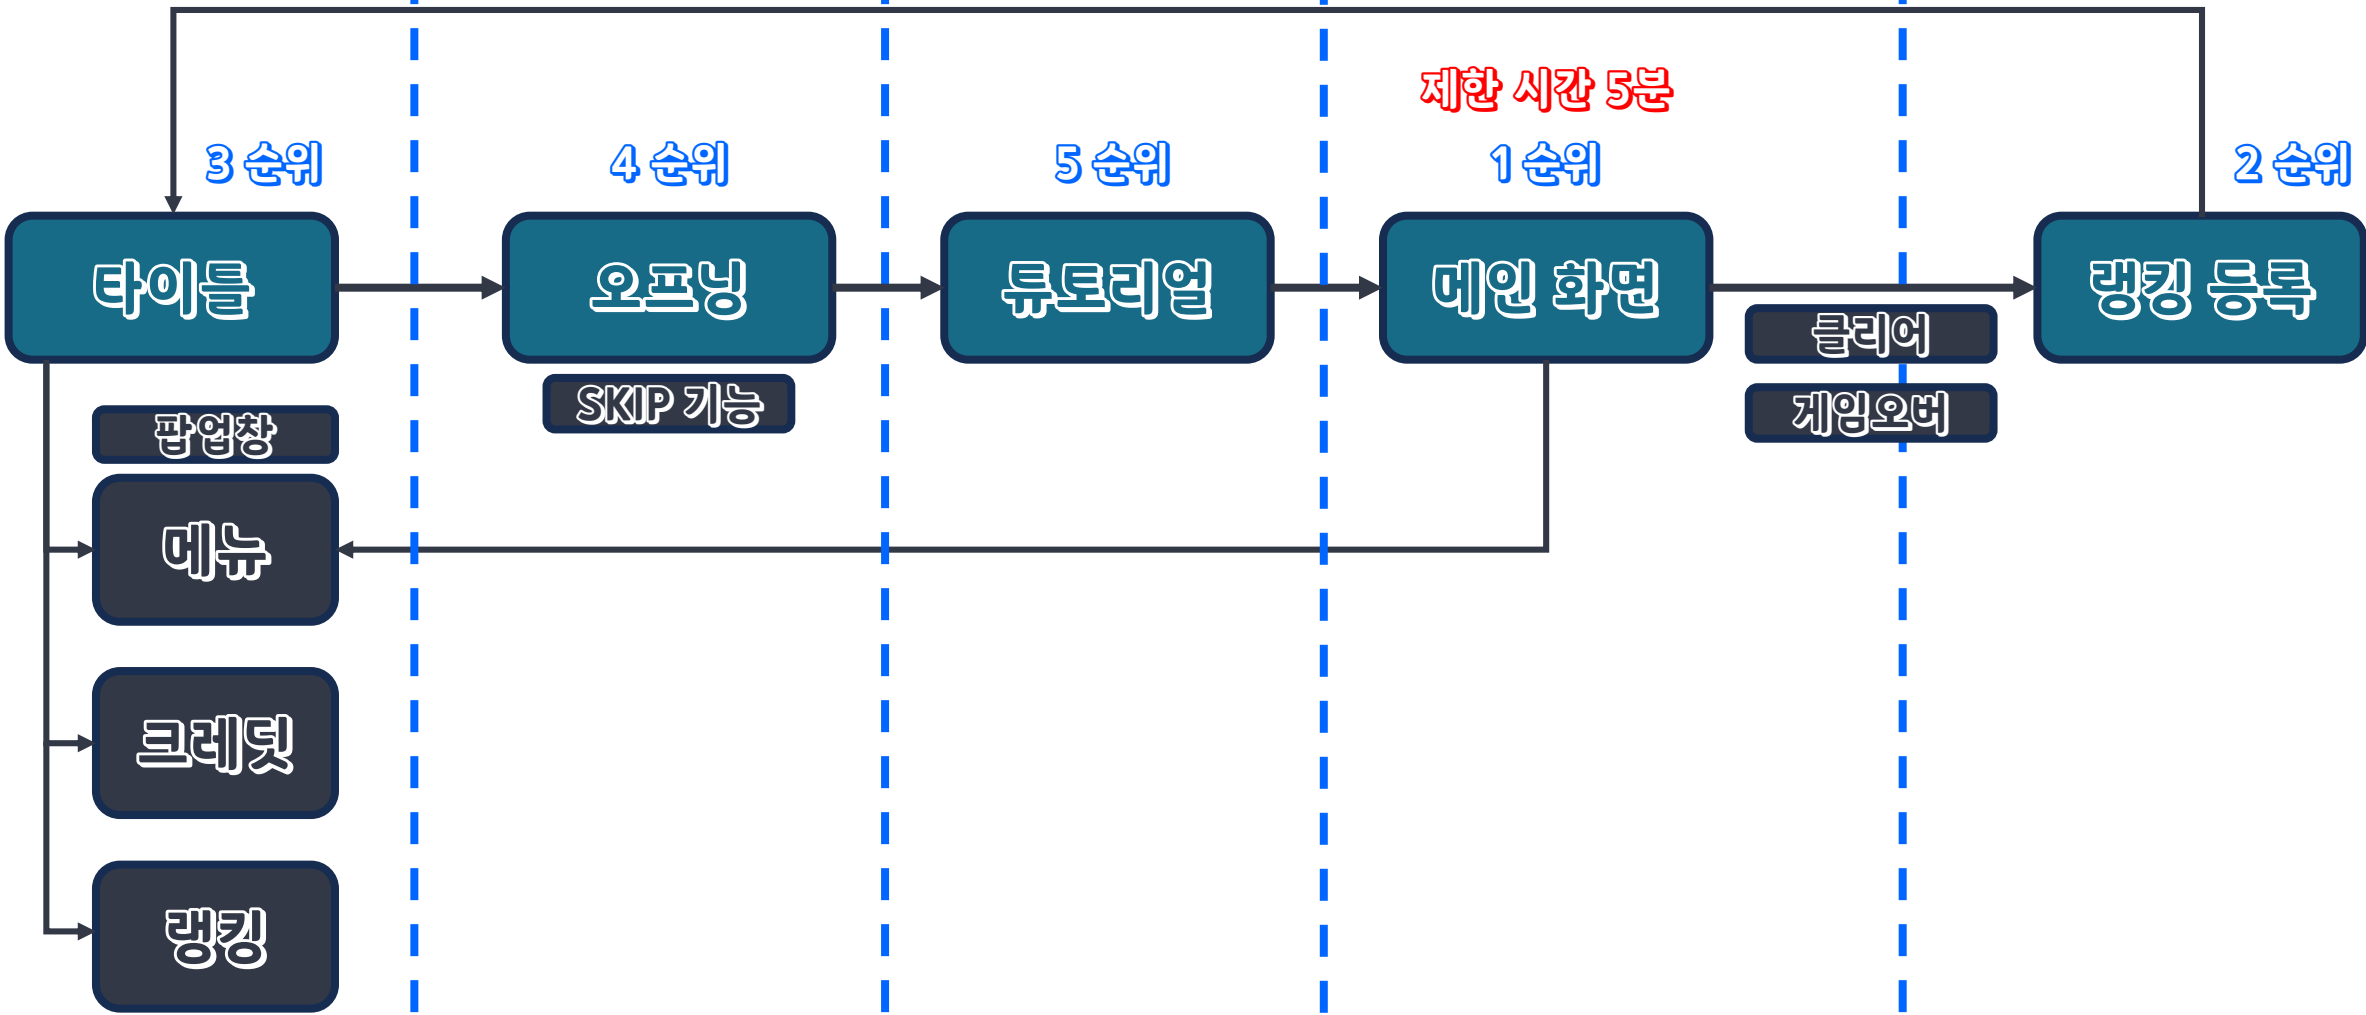 제한 시간 5분
3 순위
4 순위
5 순위
1 순위
2 순위
타이틀
오프닝
튜토리얼
메인 화면
랭킹 등록
클리어
SKIP 기능
게임오버
팝업창
메뉴
크레딧
랭킹